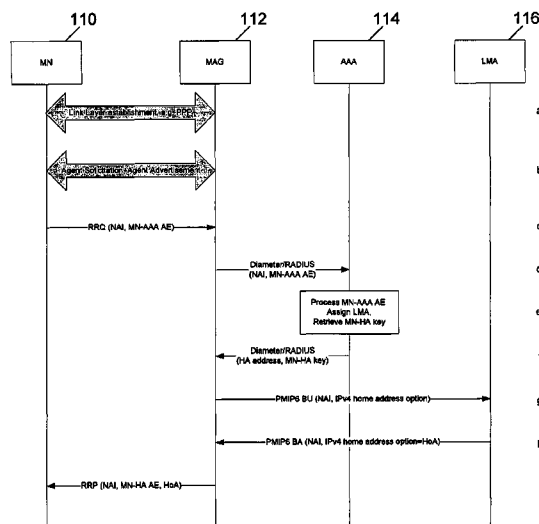 110
112
114
116
MN
MAG
AAA
LMA
Link Layer establishment e.g. PPP
a
Agent Solicitation Agent Advertisement
RRQ (NAI, MN-AAA AE)
Diameter/RADIUS
(NAI, MN-AAA AE)
Process MN-AAA AE
Assign LMA,
Retrieve MN-HA key
e
Diameter/RADIUS
(HA address, MN-HA key)
PMIP6 BU (NAI, IPv4 home address option)
PMIP6 BA (NAI, IPv4 home address option=HoA)
RRP (NAI, MN-HA AE, HoA)